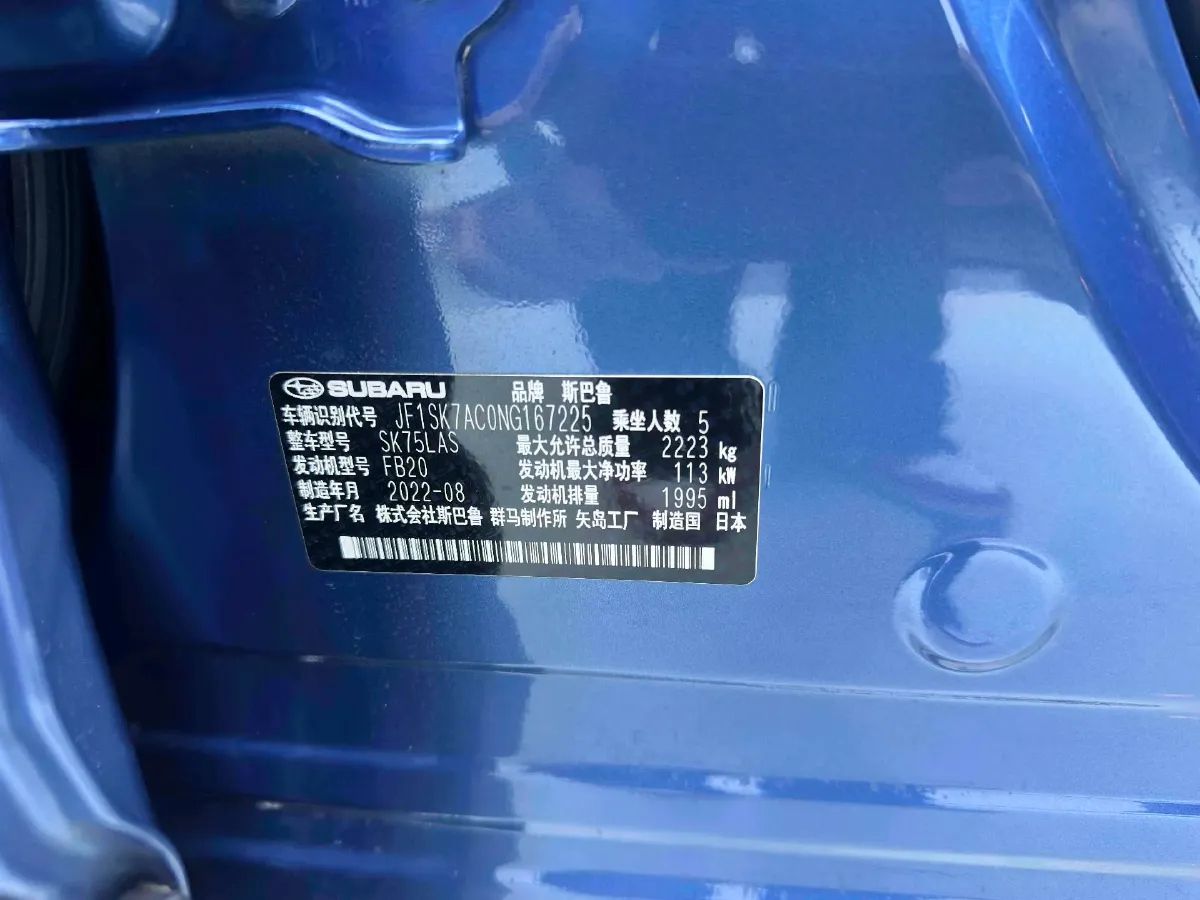 SUBARU 品牌 斯巴鲁
车辆识别代号 JF1SK7AC0NG167225 乘坐人数 5
整车型号 SK75LAS 最大允许总质量 2223 kg
发动机型号 FB20 发动机最大净功率 113 kW
制造年月 2022-08 发动机排量 1995 ml
生产厂名 株式会社斯巴鲁 群马制作所 矢岛工厂 制造国 日本